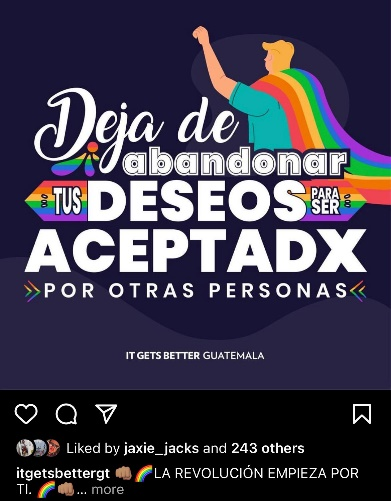 Deja de
abandonar
TUS DESEOS PARA SER
ACEPTADX
POR OTRAS PERSONAS
IT GETS BETTER GUATEMALA
Liked by jaxie_jacks and 243 others
itgetsbettergt 👊🏽🌈LA REVOLUCIÓN EMPIEZA POR
TI. 🌈👊🏽... more